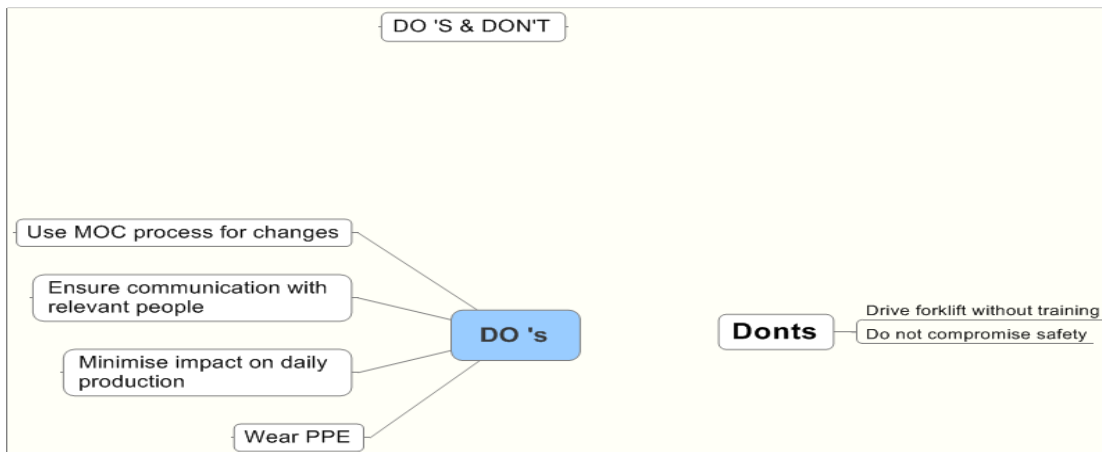 DO 'S & DON'T
Use MOC process for changes
Ensure communication with
relevant people
Minimise impact on daily
production
Wear PPE
DO 's
Donts
Drive forklift without training
Do not compromise safety